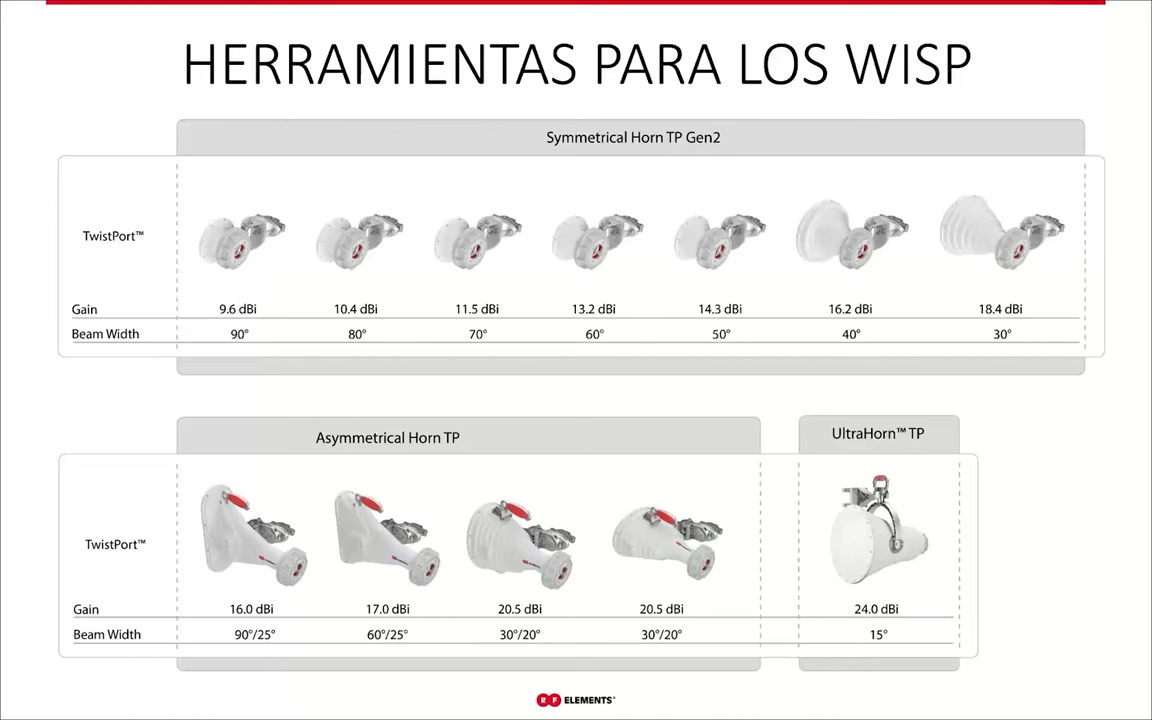 HERRAMIENTAS PARA LOS WISP
Symmetrical Horn TP Gen2
TwistPort™
Gain 9.6 dBi 10.4 dBi 11.5 dBi 13.2 dBi 14.3 dBi 16.2 dBi 18.4 dBi
Beam Width 90° 80° 70° 60° 50° 40° 30°
Asymmetrical Horn TP UltraHorn™ TP
TwistPort™
Gain 16.0 dBi 17.0 dBi 20.5 dBi 20.5 dBi 24.0 dBi
Beam Width 90°/25° 60°/25° 30°/20° 30°/20° 15°
RF ELEMENTS